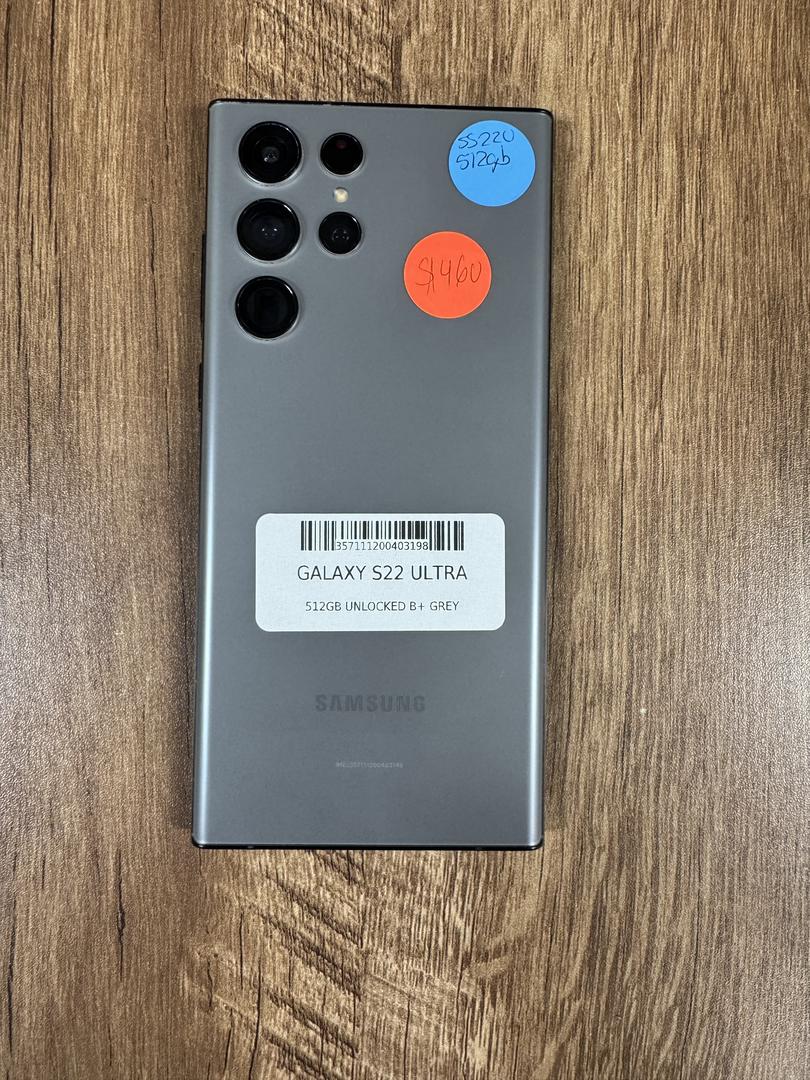 SS22U
512gb
$1460
357111200403198
GALAXY S22 ULTRA
512GB UNLOCKED B+ GREY
SAMSUNG